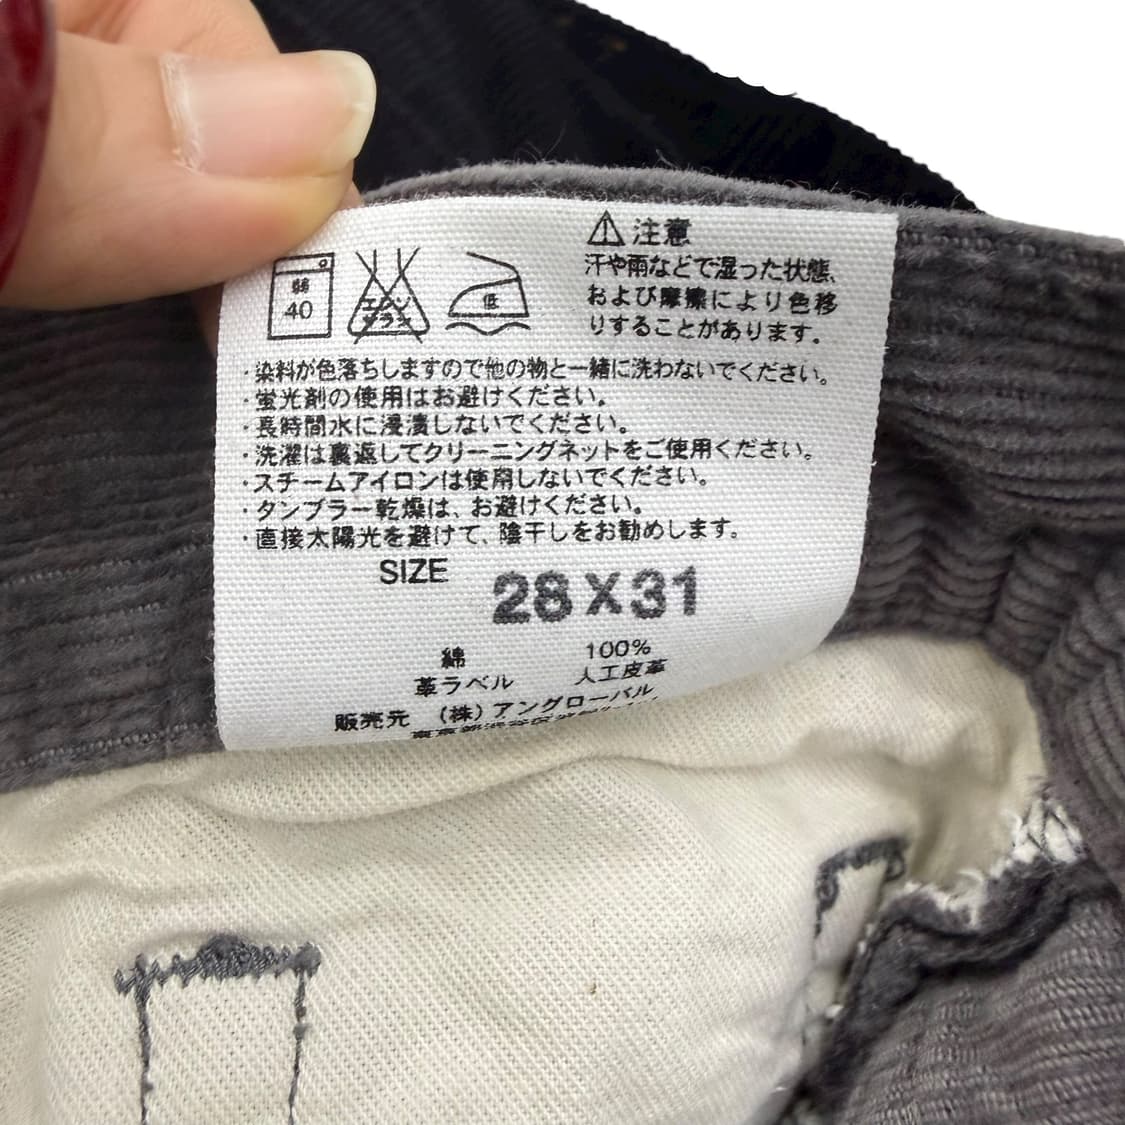 弱
40
エンソ
サラシ
低
注意
汗や雨などで湿った状態、
および摩擦により色移
りすることがあります。
・染料が色落ちしますので他の物と一緒に洗わないでください。
・蛍光剤の使用はお避けください。
・長時間水に浸漬しないでください。
・洗濯は裏返してクリーニングネットをご使用ください。
・スチームアイロンは使用しないでください。
・タンブラー乾燥は、お避けください。
・直接太陽光を避けて、陰干しをお勧めします。
SIZE 28X31
綿 100%
革ラベル 人工皮革
販売元 (株)アングローバル
東京都渋谷区